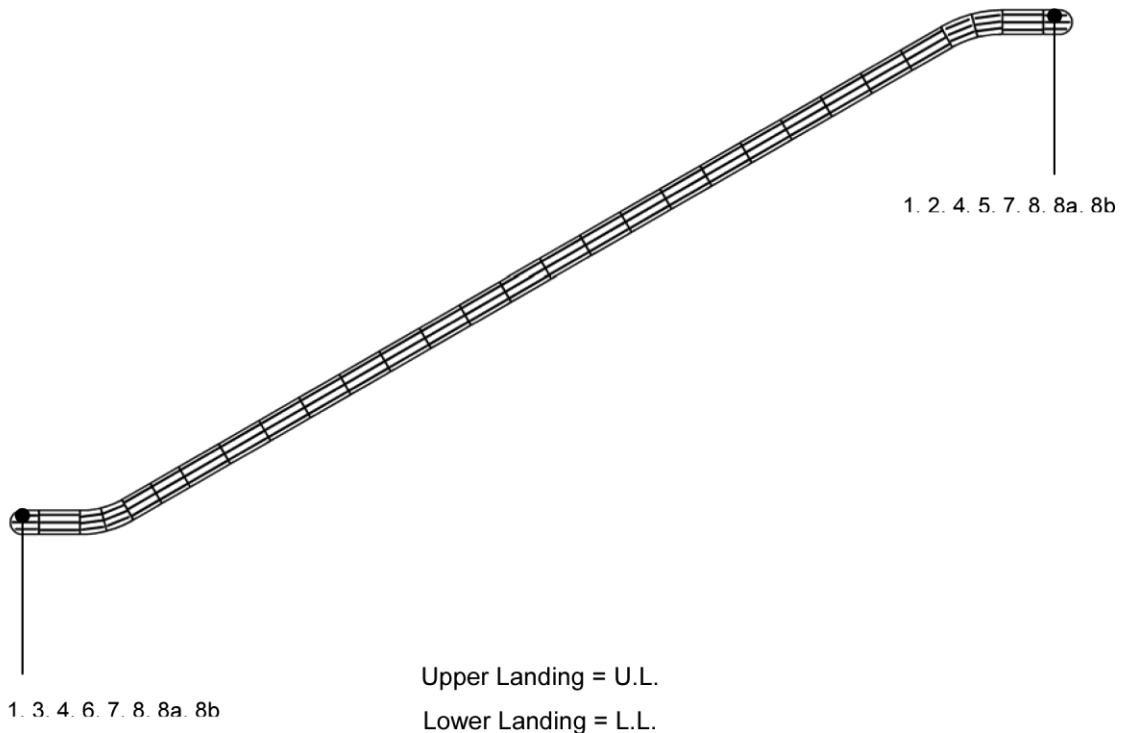 1. 2. 4. 5. 7. 8. 8a. 8b
Upper Landing = U.L.
1. 3. 4. 6. 7. 8. 8a. 8b
Lower Landing = L.L.